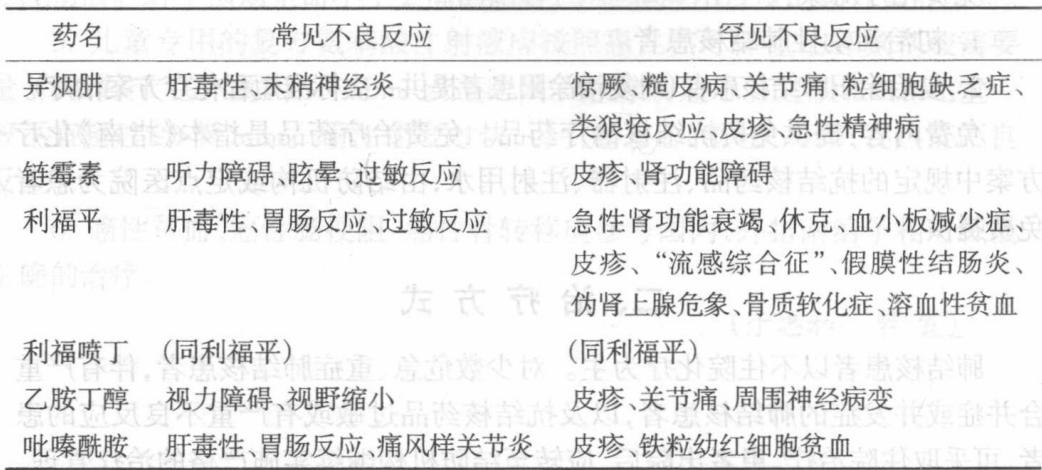 药名 常见不良反应 罕见不良反应
异烟肼 肝毒性、末梢神经炎 惊厥、糙皮病、关节痛、粒细胞缺乏症、
类狼疮反应、皮疹、急性精神病
链霉素 听力障碍、眩晕、过敏反应 皮疹、肾功能障碍
利福平 肝毒性、胃肠反应、过敏反应 急性肾功能衰竭、休克、血小板减少症、
皮疹、“流感综合征”、假膜性结肠炎、
伪肾上腺危象、骨质软化症、溶血性贫血
利福喷丁 (同利福平) (同利福平)
乙胺丁醇 视力障碍、视野缩小 皮疹、关节痛、周围神经病变
吡嗪酰胺 肝毒性、胃肠反应、痛风样关节炎 皮疹、铁粒幼红细胞贫血